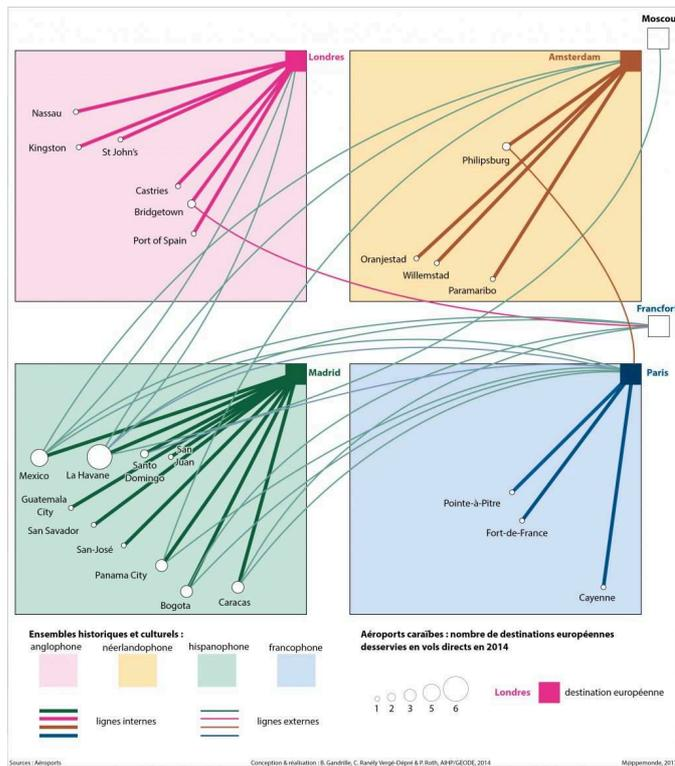 Moscou
Londres
Amsterdam
Nassau
Kingston
St John's
Philipsburg
Castries
Bridgetown
Port of Spain
Oranjestad
Willemstad
Paramaribo
Francfort
Madrid
Paris
Mexico
La Havane
Santo
Domingo
San
Juan
Guatemala
City
San Savador
San-José
Panama City
Bogota
Caracas
Pointe-à-Pitre
Fort-de-France
Cayenne
Ensembles historiques et culturels :
anglophone
néerlandophone
hispanophone
francophone
lignes internes
lignes externes
Aéroports caraïbes : nombre de destinations européennes
desservies en vols directs en 2014
1 2 3 5 6
Londres
destination européenne
Sources : Aéroports
Conception & réalisation : B. Gandrille, C. Ranély Vergé-Dépré & P. Roth, AIHP/GEODE, 2014